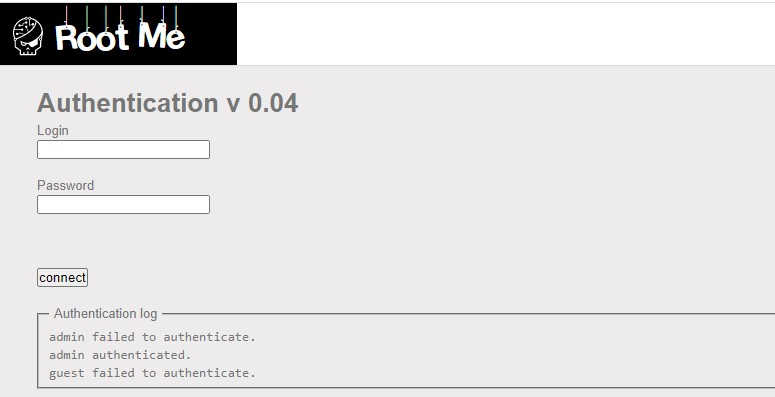 Root Me
Authentication v 0.04
Login
Password
connect
Authentication log
admin failed to authenticate.
admin authenticated.
guest failed to authenticate.